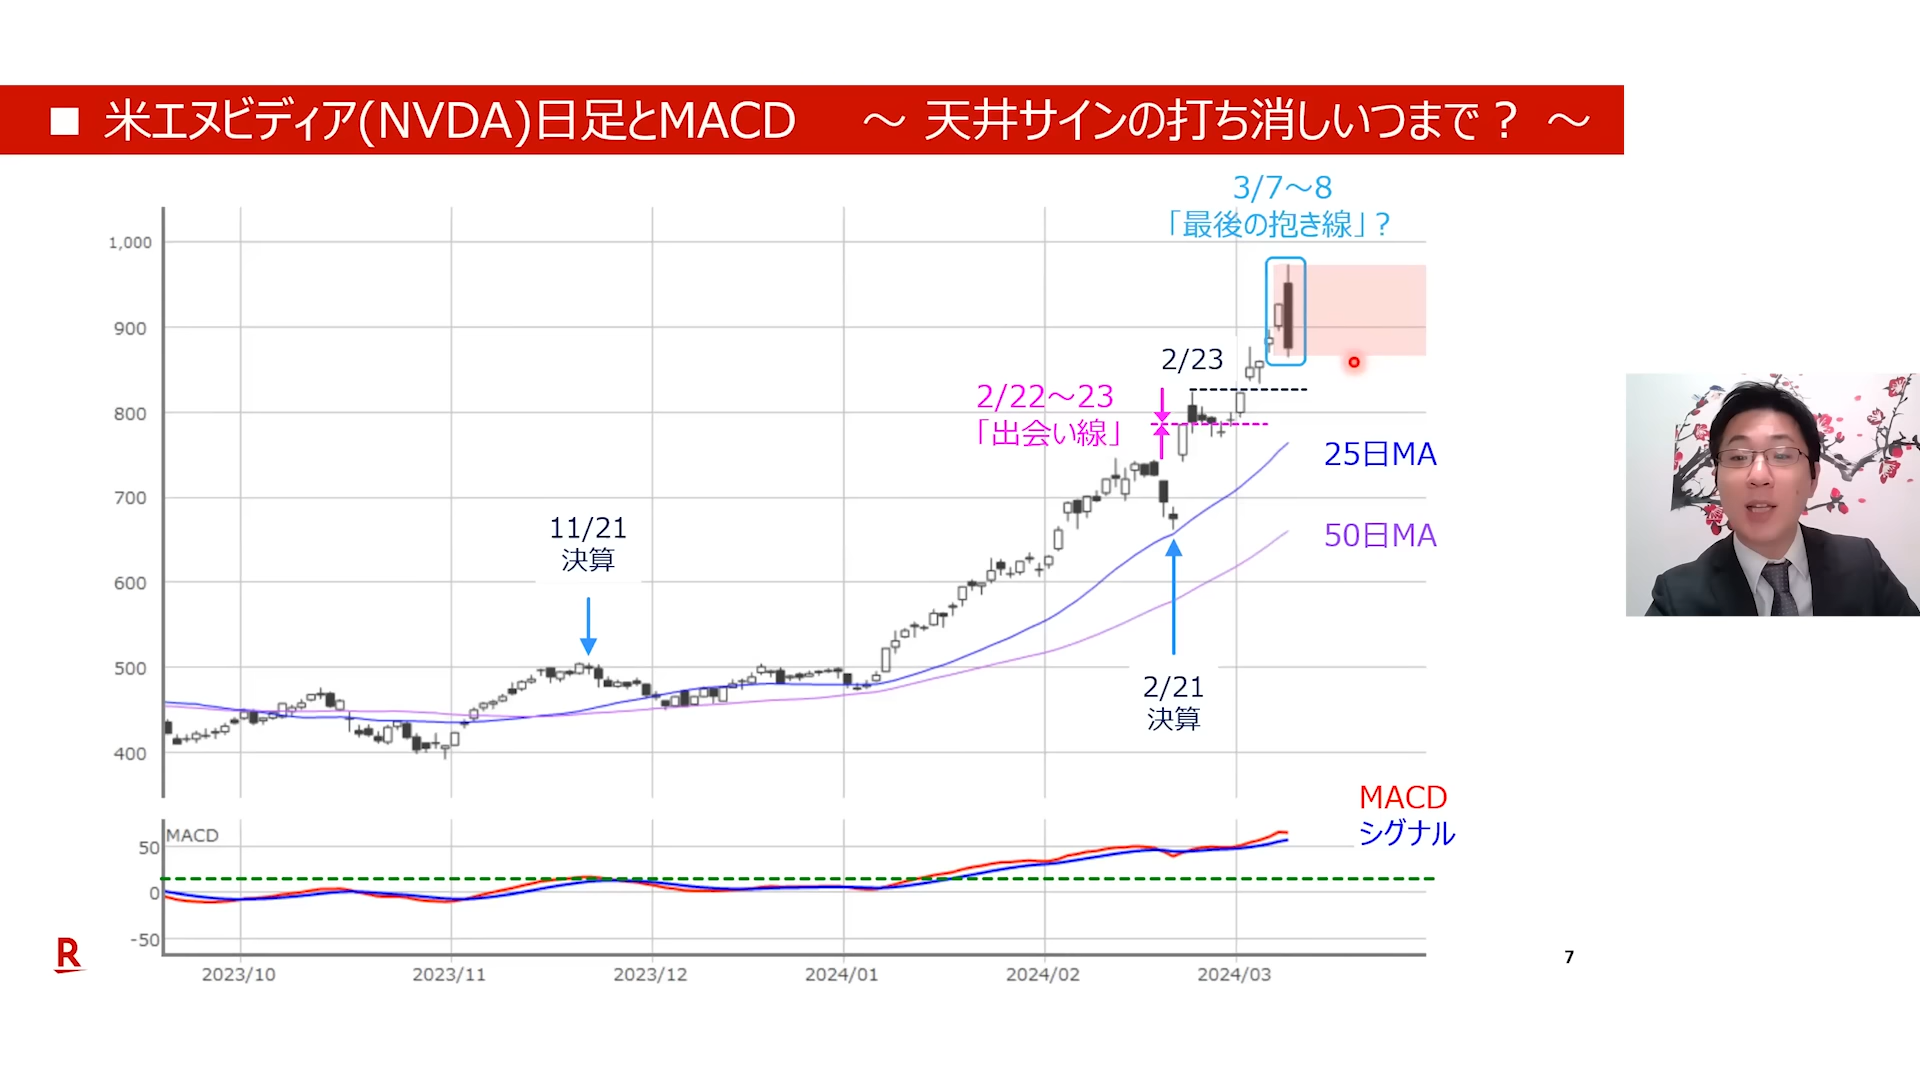 ■ 米エヌビディア(NVDA)日足とMACD ～ 天井サインの打ち消しいつまで？ ～
3/7～8
「最後の抱き線」？
1,000
900
800
700
600
500
400
2/23
2/22～23
「出会い線」
25日MA
50日MA
11/21
決算
2/21
決算
MACD
シグナル
MACD
50
0
-50
2023/10
2023/11
2023/12
2024/01
2024/02
2024/03
R
7